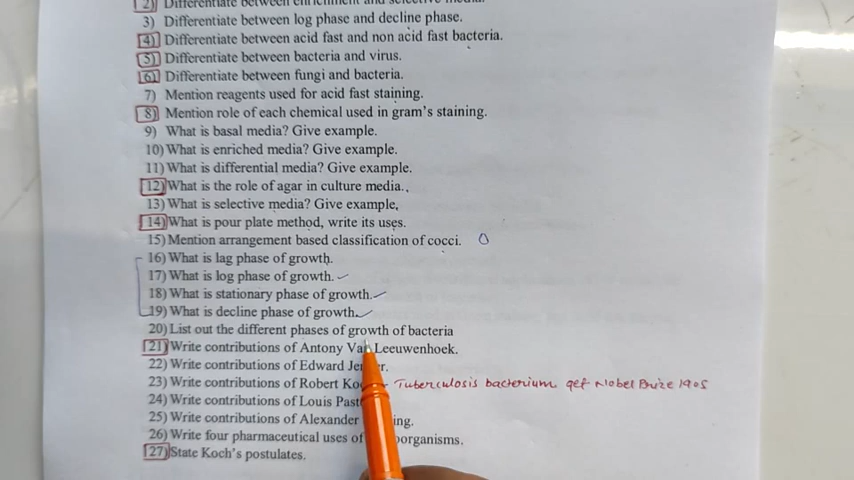 2) Differentiate between enrichment and selective media.
3) Differentiate between log phase and decline phase.
4) Differentiate between acid fast and non acid fast bacteria.
5) Differentiate between bacteria and virus.
6) Differentiate between fungi and bacteria.
7) Mention reagents used for acid fast staining.
8) Mention role of each chemical used in gram's staining.
9) What is basal media? Give example.
10) What is enriched media? Give example.
11) What is differential media? Give example.
12) What is the role of agar in culture media.,
13) What is selective media? Give example,
14) What is pour plate method, write its uses.
15) Mention arrangement based classification of cocci.
16) What is lag phase of growth.
17) What is log phase of growth.
18) What is stationary phase of growth.
19) What is decline phase of growth.
20) List out the different phases of growth of bacteria
21) Write contributions of Antony Van Leeuwenhoek.
22) Write contributions of Edward
23) Write contributions of Robert Tuberculosis bacterium get Nobel Prize 1905
24) Write contributions of Louis
25) Write contributions of Alexander
26) Write four pharmaceutical uses of
27) State Koch's postulates.